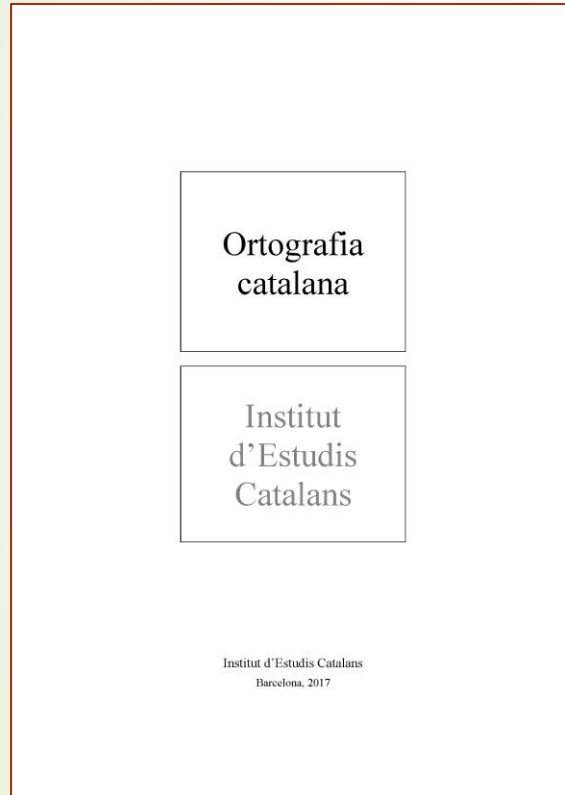 Ortografia
catalana
Institut
d’Estudis
Catalans
Institut d’Estudis Catalans
Barcelona, 2017